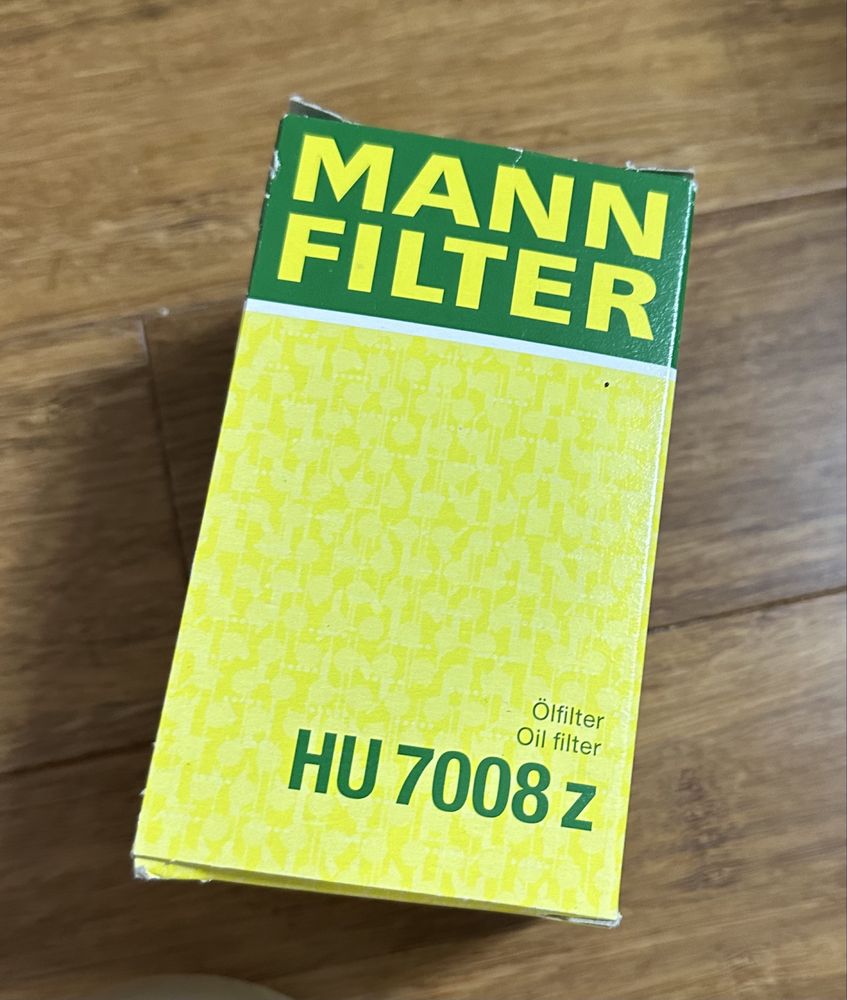 MANN
FILTER
Ölfilter
Oil filter
HU 7008 z